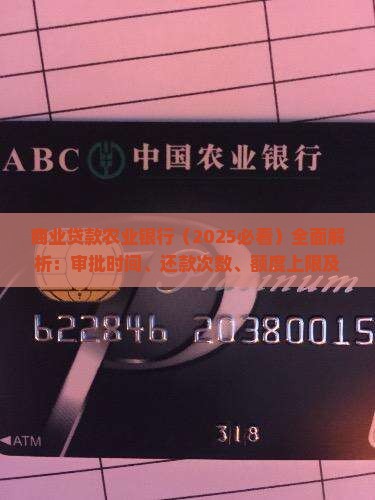 ABC 中国农业银行
商业贷款农业银行（2025必看）全面解
析：审批时间、还款次数、额度上限及
Platinum
622846 20380015
◀ATM
318